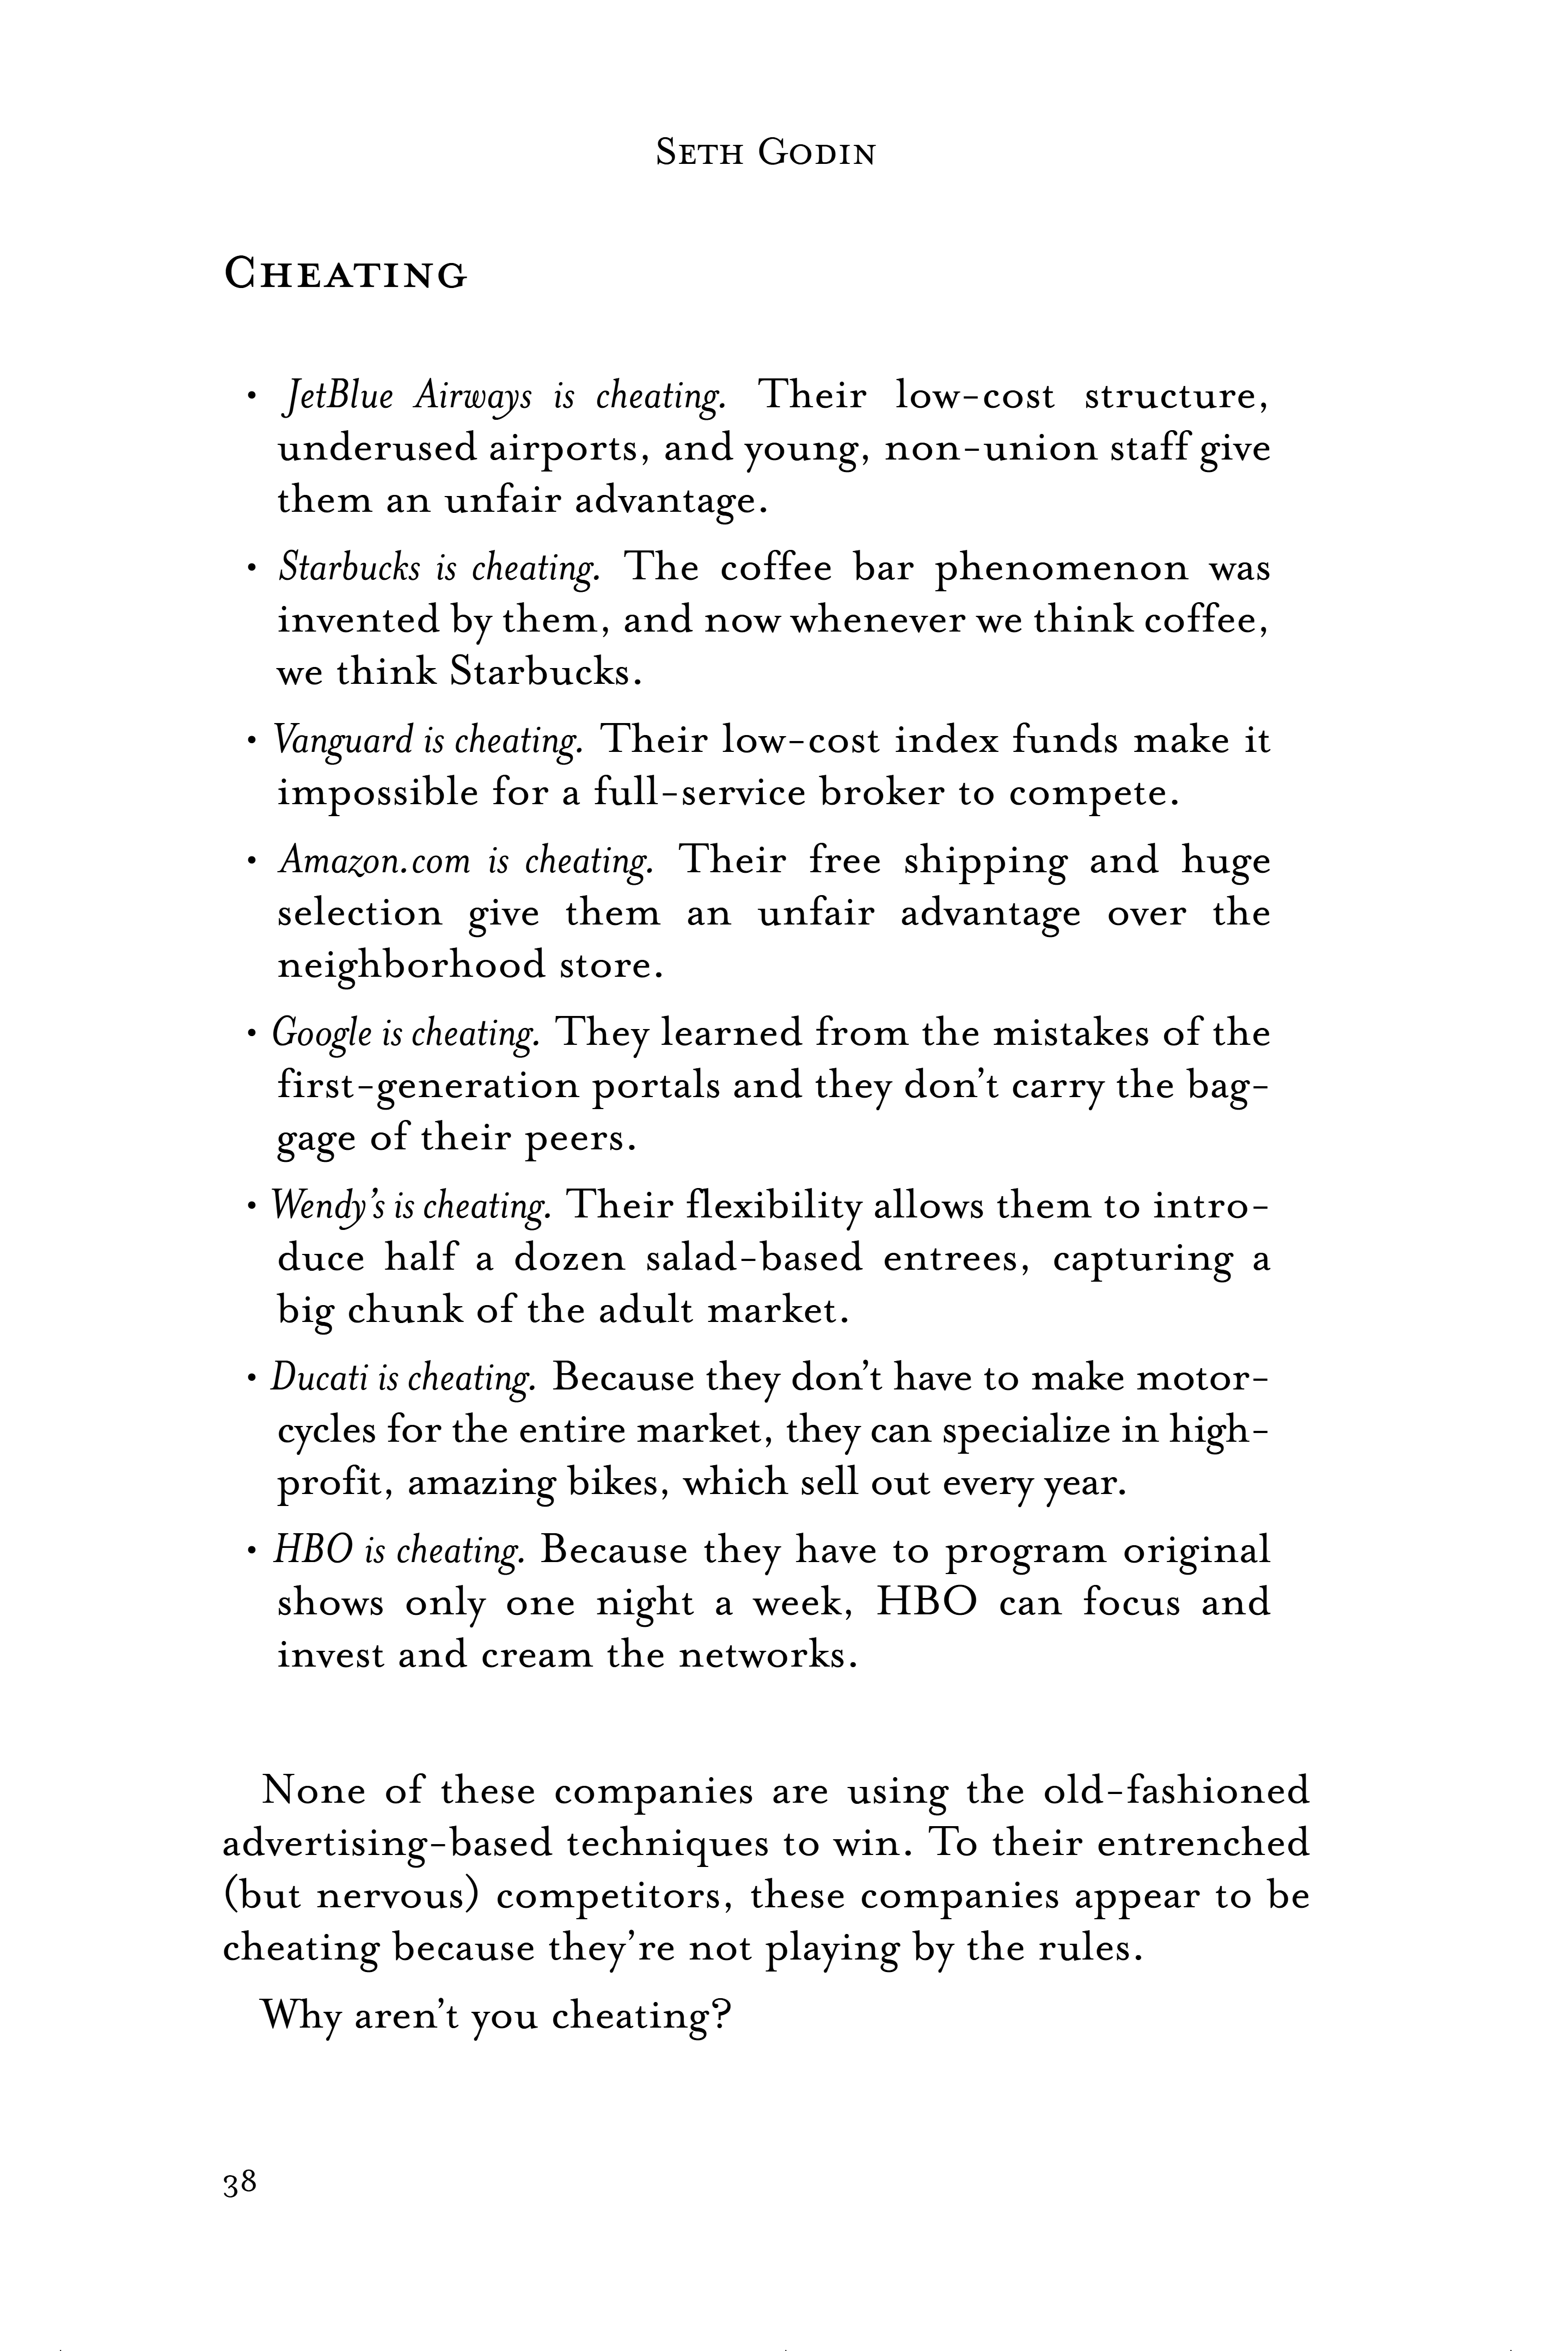 Seth Godin
Cheating
• JetBlue Airways is cheating. Their low-cost structure,
underused airports, and young, non-union staff give
them an unfair advantage.
• Starbucks is cheating. The coffee bar phenomenon was
invented by them, and now whenever we think coffee,
we think Starbucks.
• Vanguard is cheating. Their low-cost index funds make it
impossible for a full-service broker to compete.
• Amazon.com is cheating. Their free shipping and huge
selection give them an unfair advantage over the
neighborhood store.
• Google is cheating. They learned from the mistakes of the
first-generation portals and they don’t carry the bag-
gage of their peers.
• Wendy’s is cheating. Their flexibility allows them to intro-
duce half a dozen salad-based entrees, capturing a
big chunk of the adult market.
• Ducati is cheating. Because they don’t have to make motor-
cycles for the entire market, they can specialize in high-
profit, amazing bikes, which sell out every year.
• HBO is cheating. Because they have to program original
shows only one night a week, HBO can focus and
invest and cream the networks.
None of these companies are using the old-fashioned
advertising-based techniques to win. To their entrenched
(but nervous) competitors, these companies appear to be
cheating because they’re not playing by the rules.
Why aren’t you cheating?
38